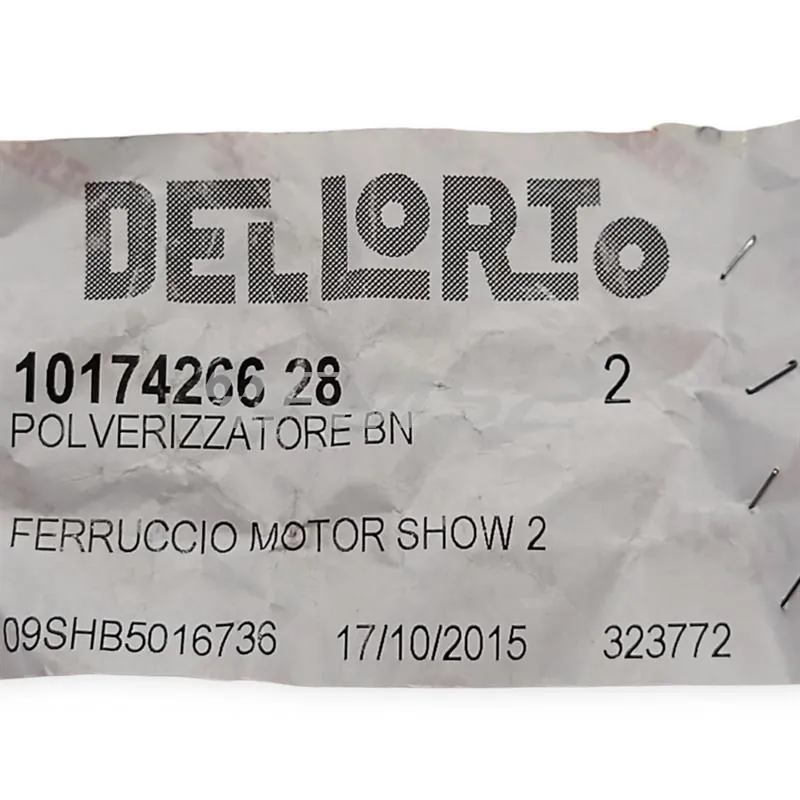 DELLORTO
10174266 28 2
POLVERIZZATORE BN
FERRUCCIO MOTOR SHOW 2
09SHB5016736 17/10/2015 323772